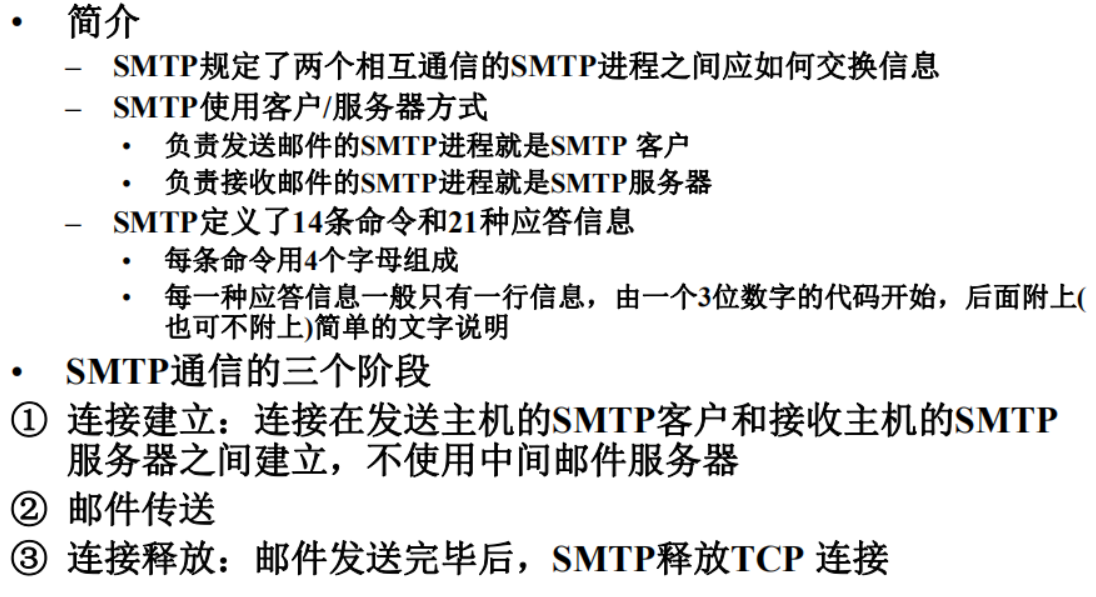 • 简介
– SMTP规定了两个相互通信的SMTP进程之间应如何交换信息
– SMTP使用客户/服务器方式
• 负责发送邮件的SMTP进程就是SMTP 客户
• 负责接收邮件的SMTP进程就是SMTP服务器
– SMTP定义了14条命令和21种应答信息
• 每条命令用4个字母组成
• 每一种应答信息一般只有一行信息，由一个3位数字的代码开始，后面附上(
也可不附上)简单的文字说明
• SMTP通信的三个阶段
① 连接建立：连接在发送主机的SMTP客户和接收主机的SMTP
服务器之间建立，不使用中间邮件服务器
② 邮件传送
③ 连接释放：邮件发送完毕后，SMTP释放TCP 连接